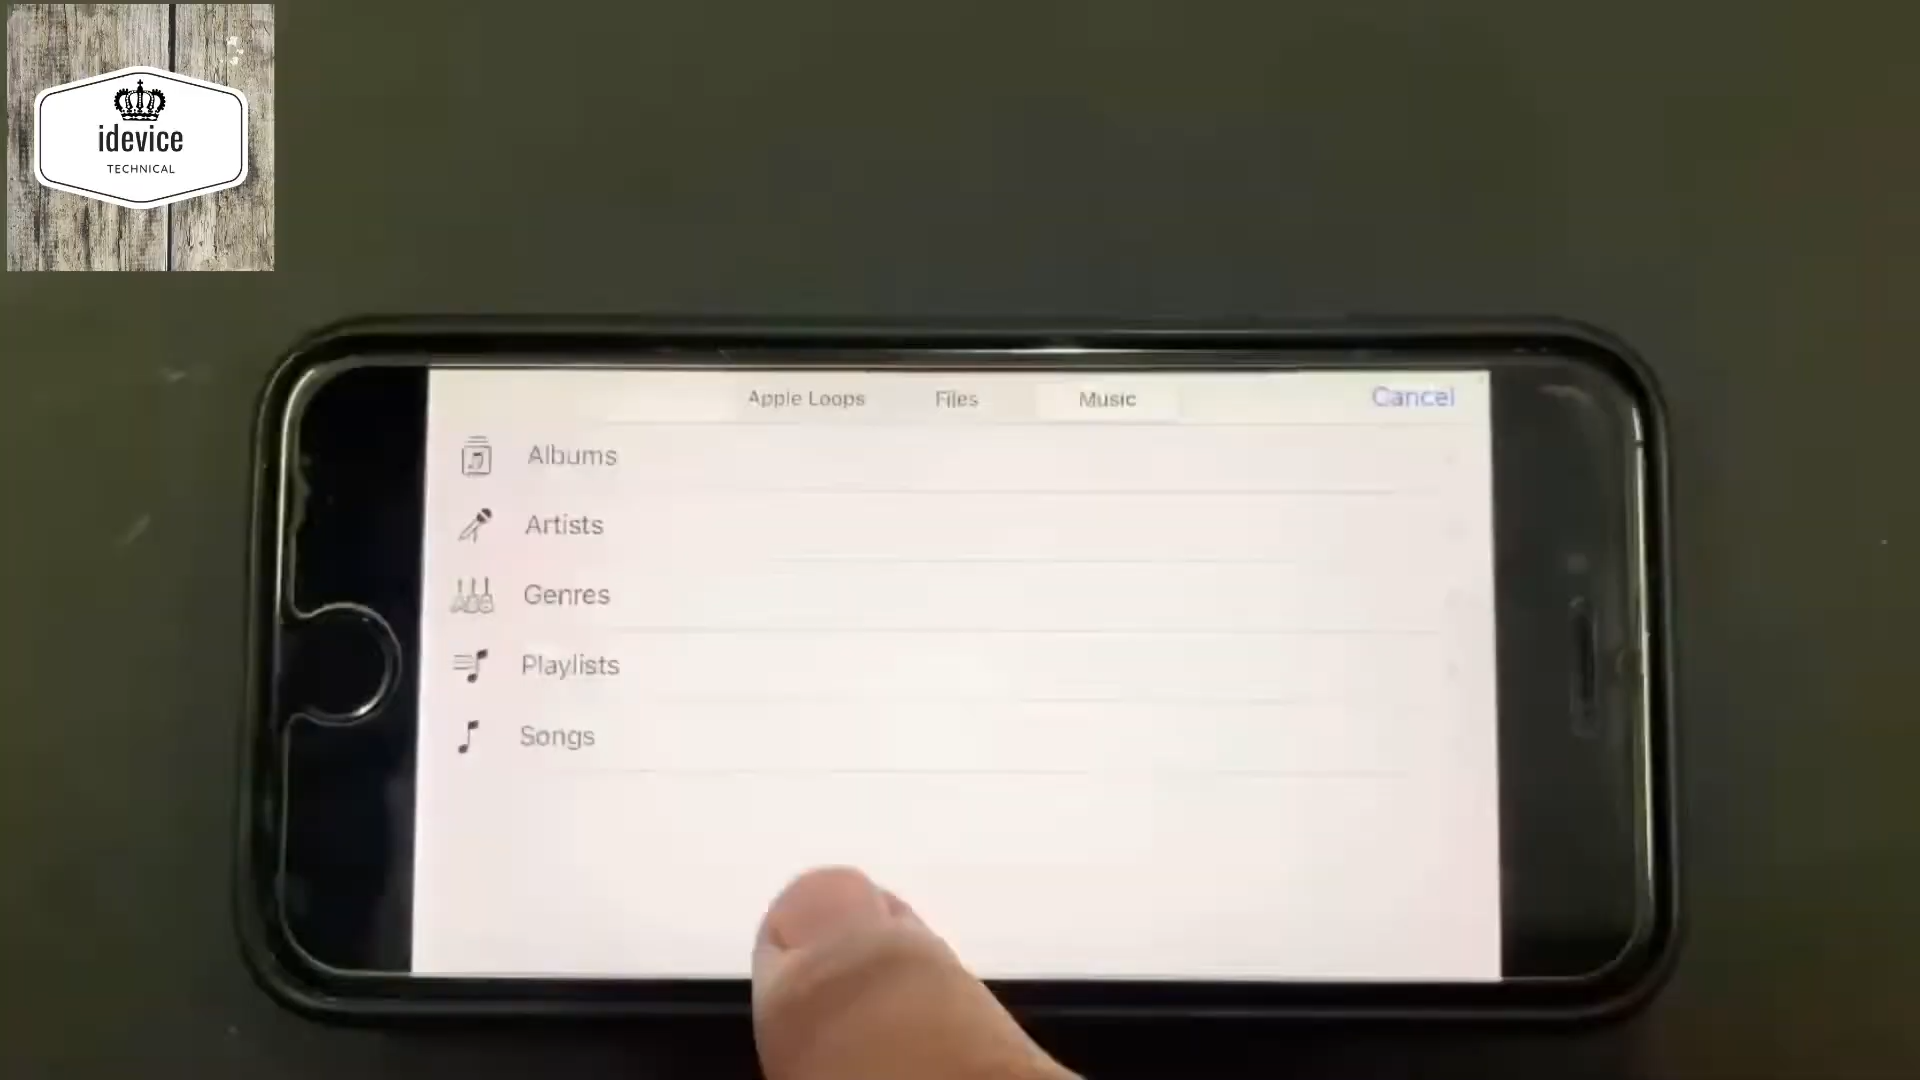 idevice
TECHNICAL
Apple Loops Files Music Cancel
Albums
Artists
Genres
Playlists
Songs